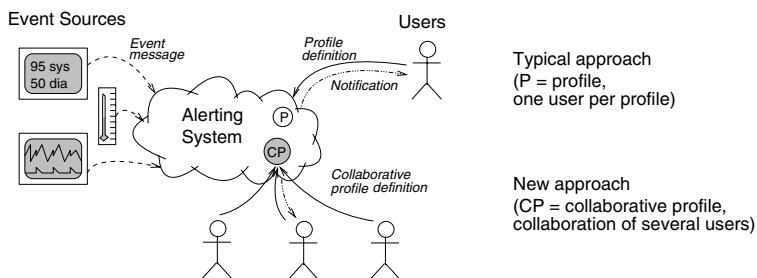 Event Sources
Users
95 sys
50 dia
Event
message
Profile
definition
Notification
Alerting
System
P
CP
Collaborative
profile definition
Typical approach
(P = profile,
one user per profile)
New approach
(CP = collaborative profile,
collaboration of several users)